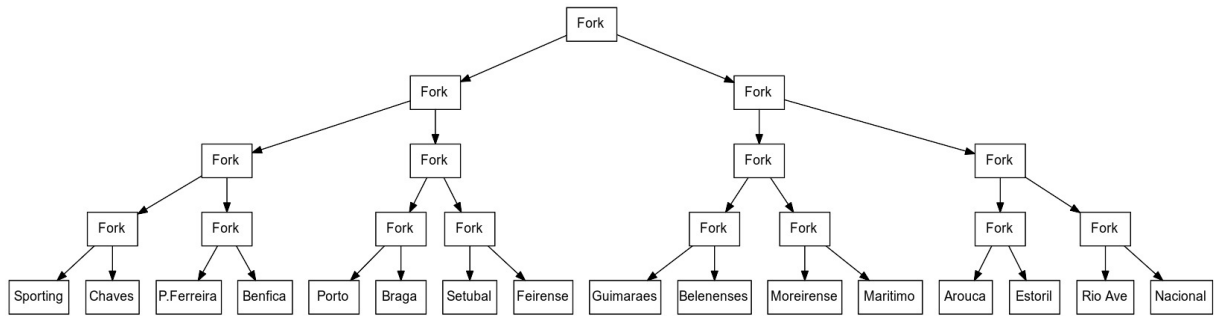 Fork
Fork Fork
Fork Fork Fork Fork
Fork Fork Fork Fork Fork Fork Fork Fork
Sporting Chaves P.Ferreira Benfica Porto Braga Setubal Feirense Guimaraes Belenenses Moreirense Maritimo Arouca Estoril Rio Ave Nacional